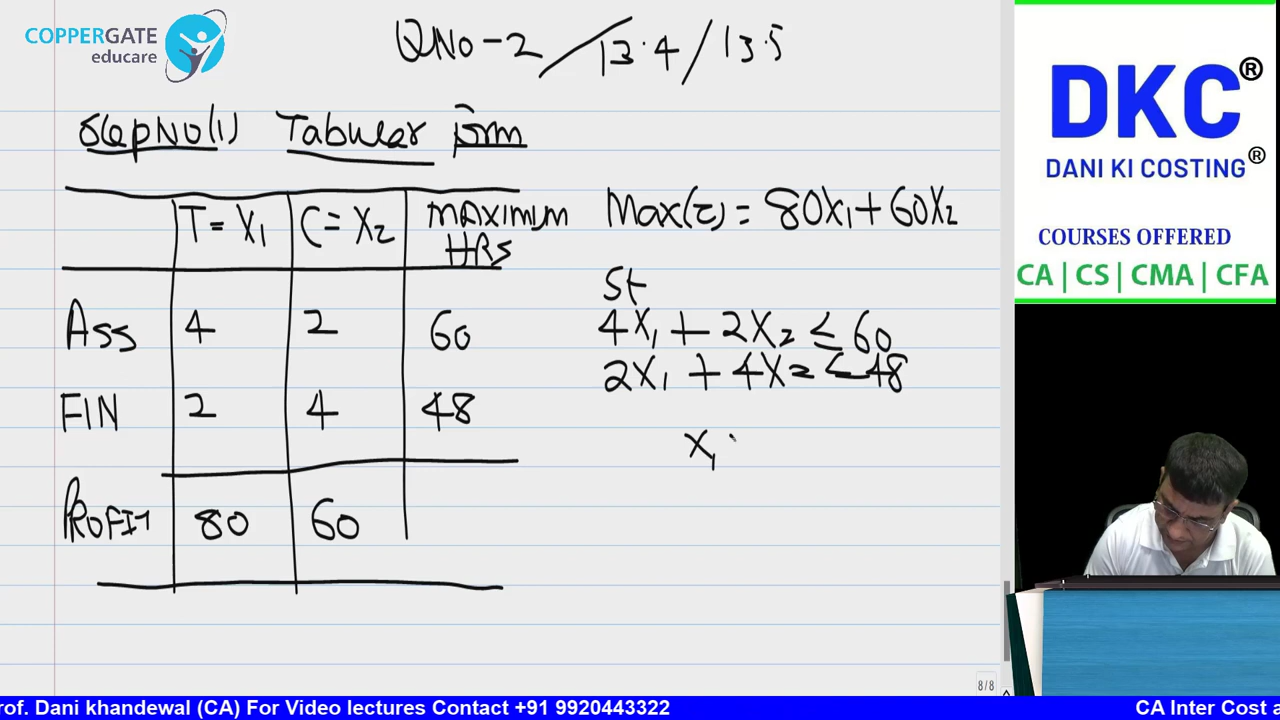 COPPERGATE
educare
QNo-2 / 13.4 / 13.5
Step No(1) Tabular form
T = X1 C = X2 MAXIMUM HRS
Ass 4 2 60
FIN 2 4 48
PROFIT 80 60
Max(z) = 80X1 + 60X2
St
4X1 + 2X2 ≤ 60
2X1 + 4X2 ≤ 48
X1
DKC®
DANI KI COSTING®
COURSES OFFERED
CA | CS | CMA | CFA
8/8
rof. Dani khandewal (CA) For Video lectures Contact +91 9920443322
CA Inter Cost a